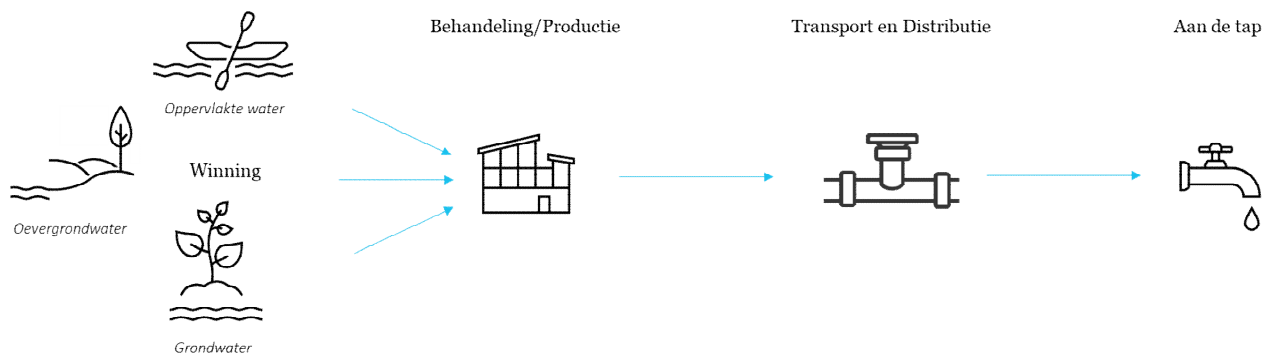 Behandeling/Productie
Transport en Distributie
Aan de tap
Oppervlakte water
Winning
Oevergrondwater
Grondwater